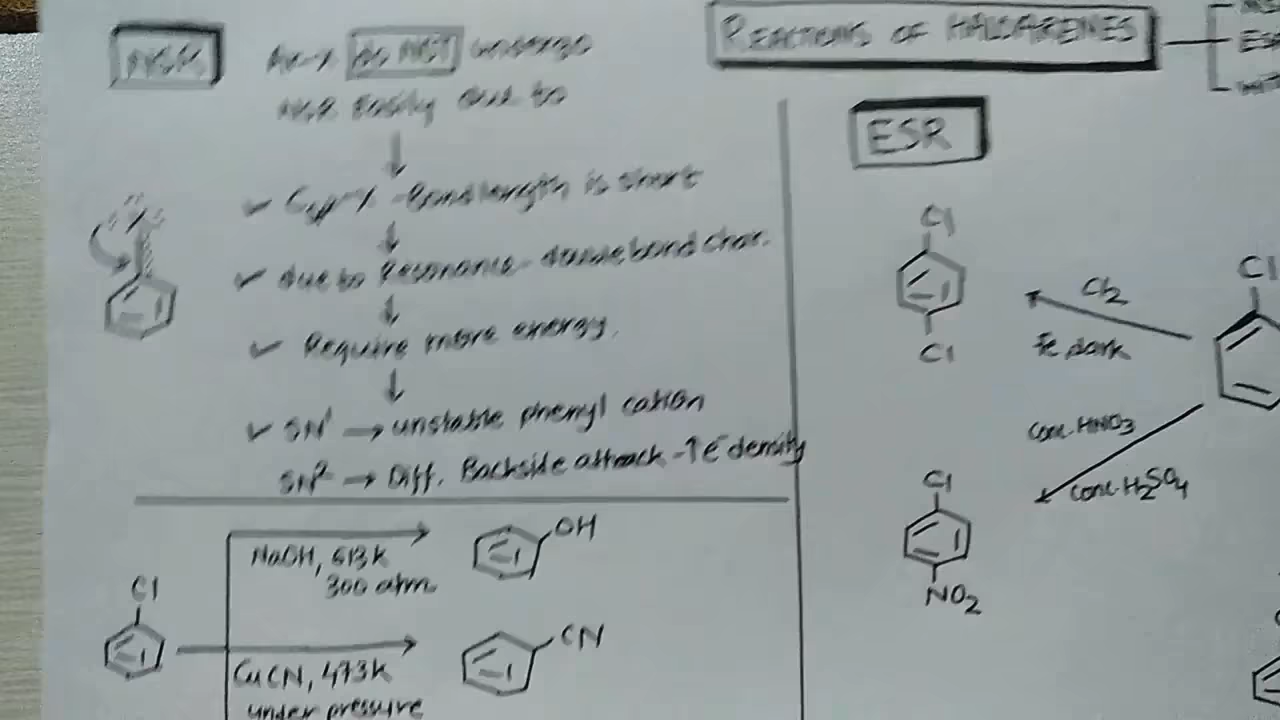 REACTIONS OF HALOARENES
NSR
Ar-X do NOT undergo
NSR Easily due to
Bond length is short
due to Resonance - double bond char.
Require more energy.
SN1 → unstable phenyl cation
SN2 → Diff. Backside attack - ↑ e- density
Cl
NaOH, 613K
300 atm
OH
CuCN, 473K
under pressure
CN
ESR
Cl
Cl
Cl2
Fe dark
Cl
Conc. HNO3
Conc. H2SO4
Cl
NO2